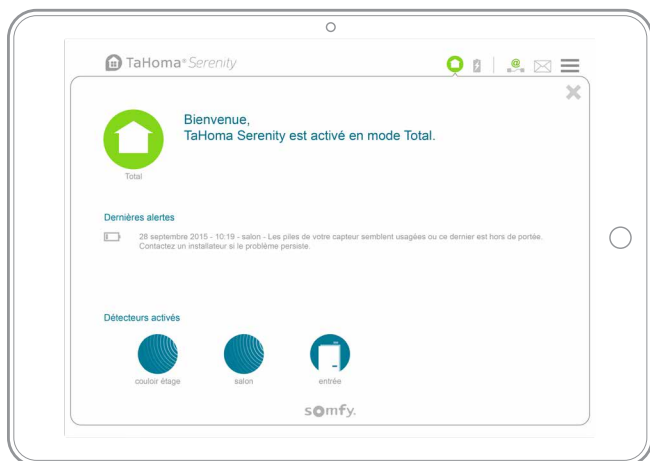 TaHoma® Serenity
@
Bienvenue,
TaHoma Serenity est activé en mode Total.
Total
Dernières alertes
28 septembre 2015 - 10:19 - salon - Les piles de votre capteur semblent usagées ou ce dernier est hors de portée.
Contactez un installateur si le problème persiste.
Détecteurs activés
couloir étage
salon
entrée
somfy.